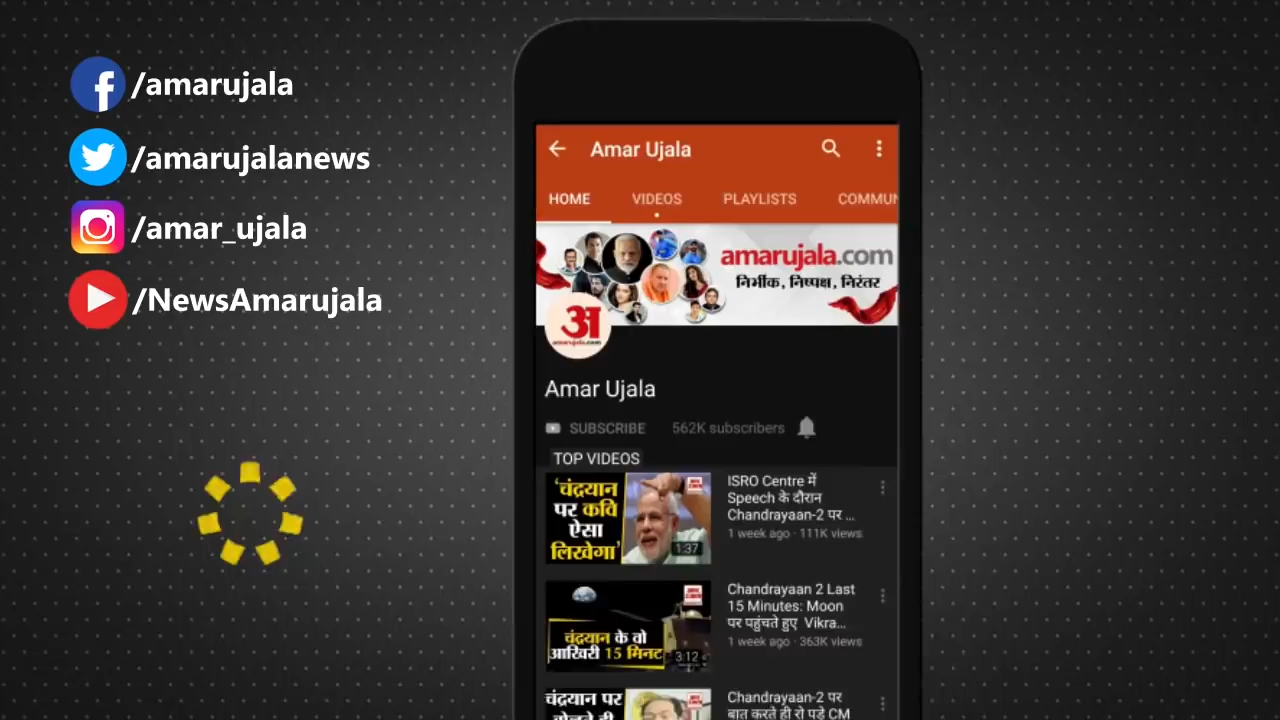 /amarujala
/amarujalanews
/amar_ujala
/NewsAmarujala
Amar Ujala
HOME VIDEOS PLAYLISTS COMMUN
amarujala.com
निर्भीक, निष्पक्ष, निरंतर
अ
amarujala.com
Amar Ujala
SUBSCRIBE 562K subscribers
TOP VIDEOS
'चंद्रयान
पर कवि
ऐसा
लिखेगा'
1:37
ISRO Centre में
Speech के दौरान
Chandrayaan-2 पर ...
1 week ago · 111K views
चंद्रयान के वो
आखिरी 15 मिनट
3:12
Chandrayaan 2 Last
15 Minutes: Moon
पर पहुंचते हुए Vikra...
1 week ago · 363K views
चंद्रयान पर
Chandrayaan-2 पर
बात करते ही रो पड़े CM